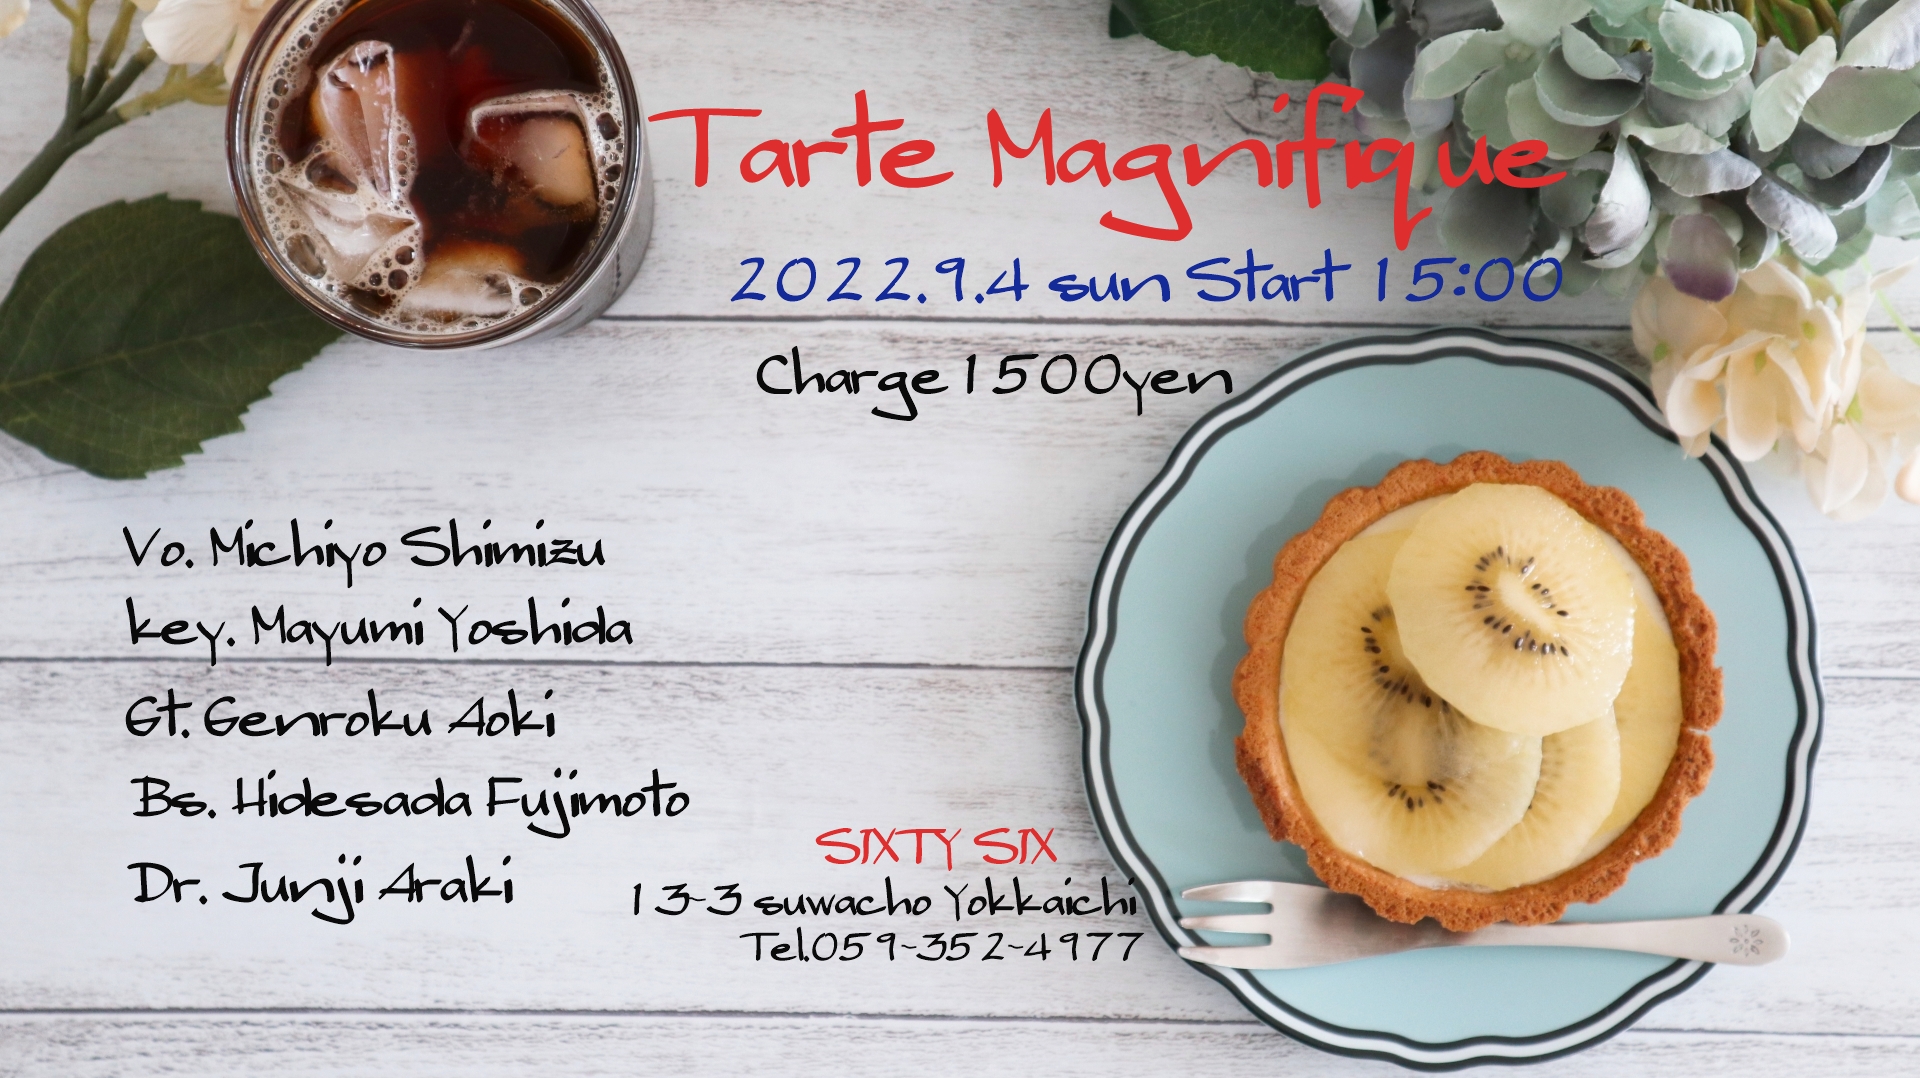 Tarte Magnifique
2022.9.4 sun Start 15:00
Charge 1500yen
Vo. Michiyo Shimizu
key. Mayumi Yoshida
Gt. Genroku Aoki
Bs. Hidesada Fujimoto
Dr. Junji Araki
SIXTY SIX
13-3 suwacho Yokkaichi
Tel.059-352-4977